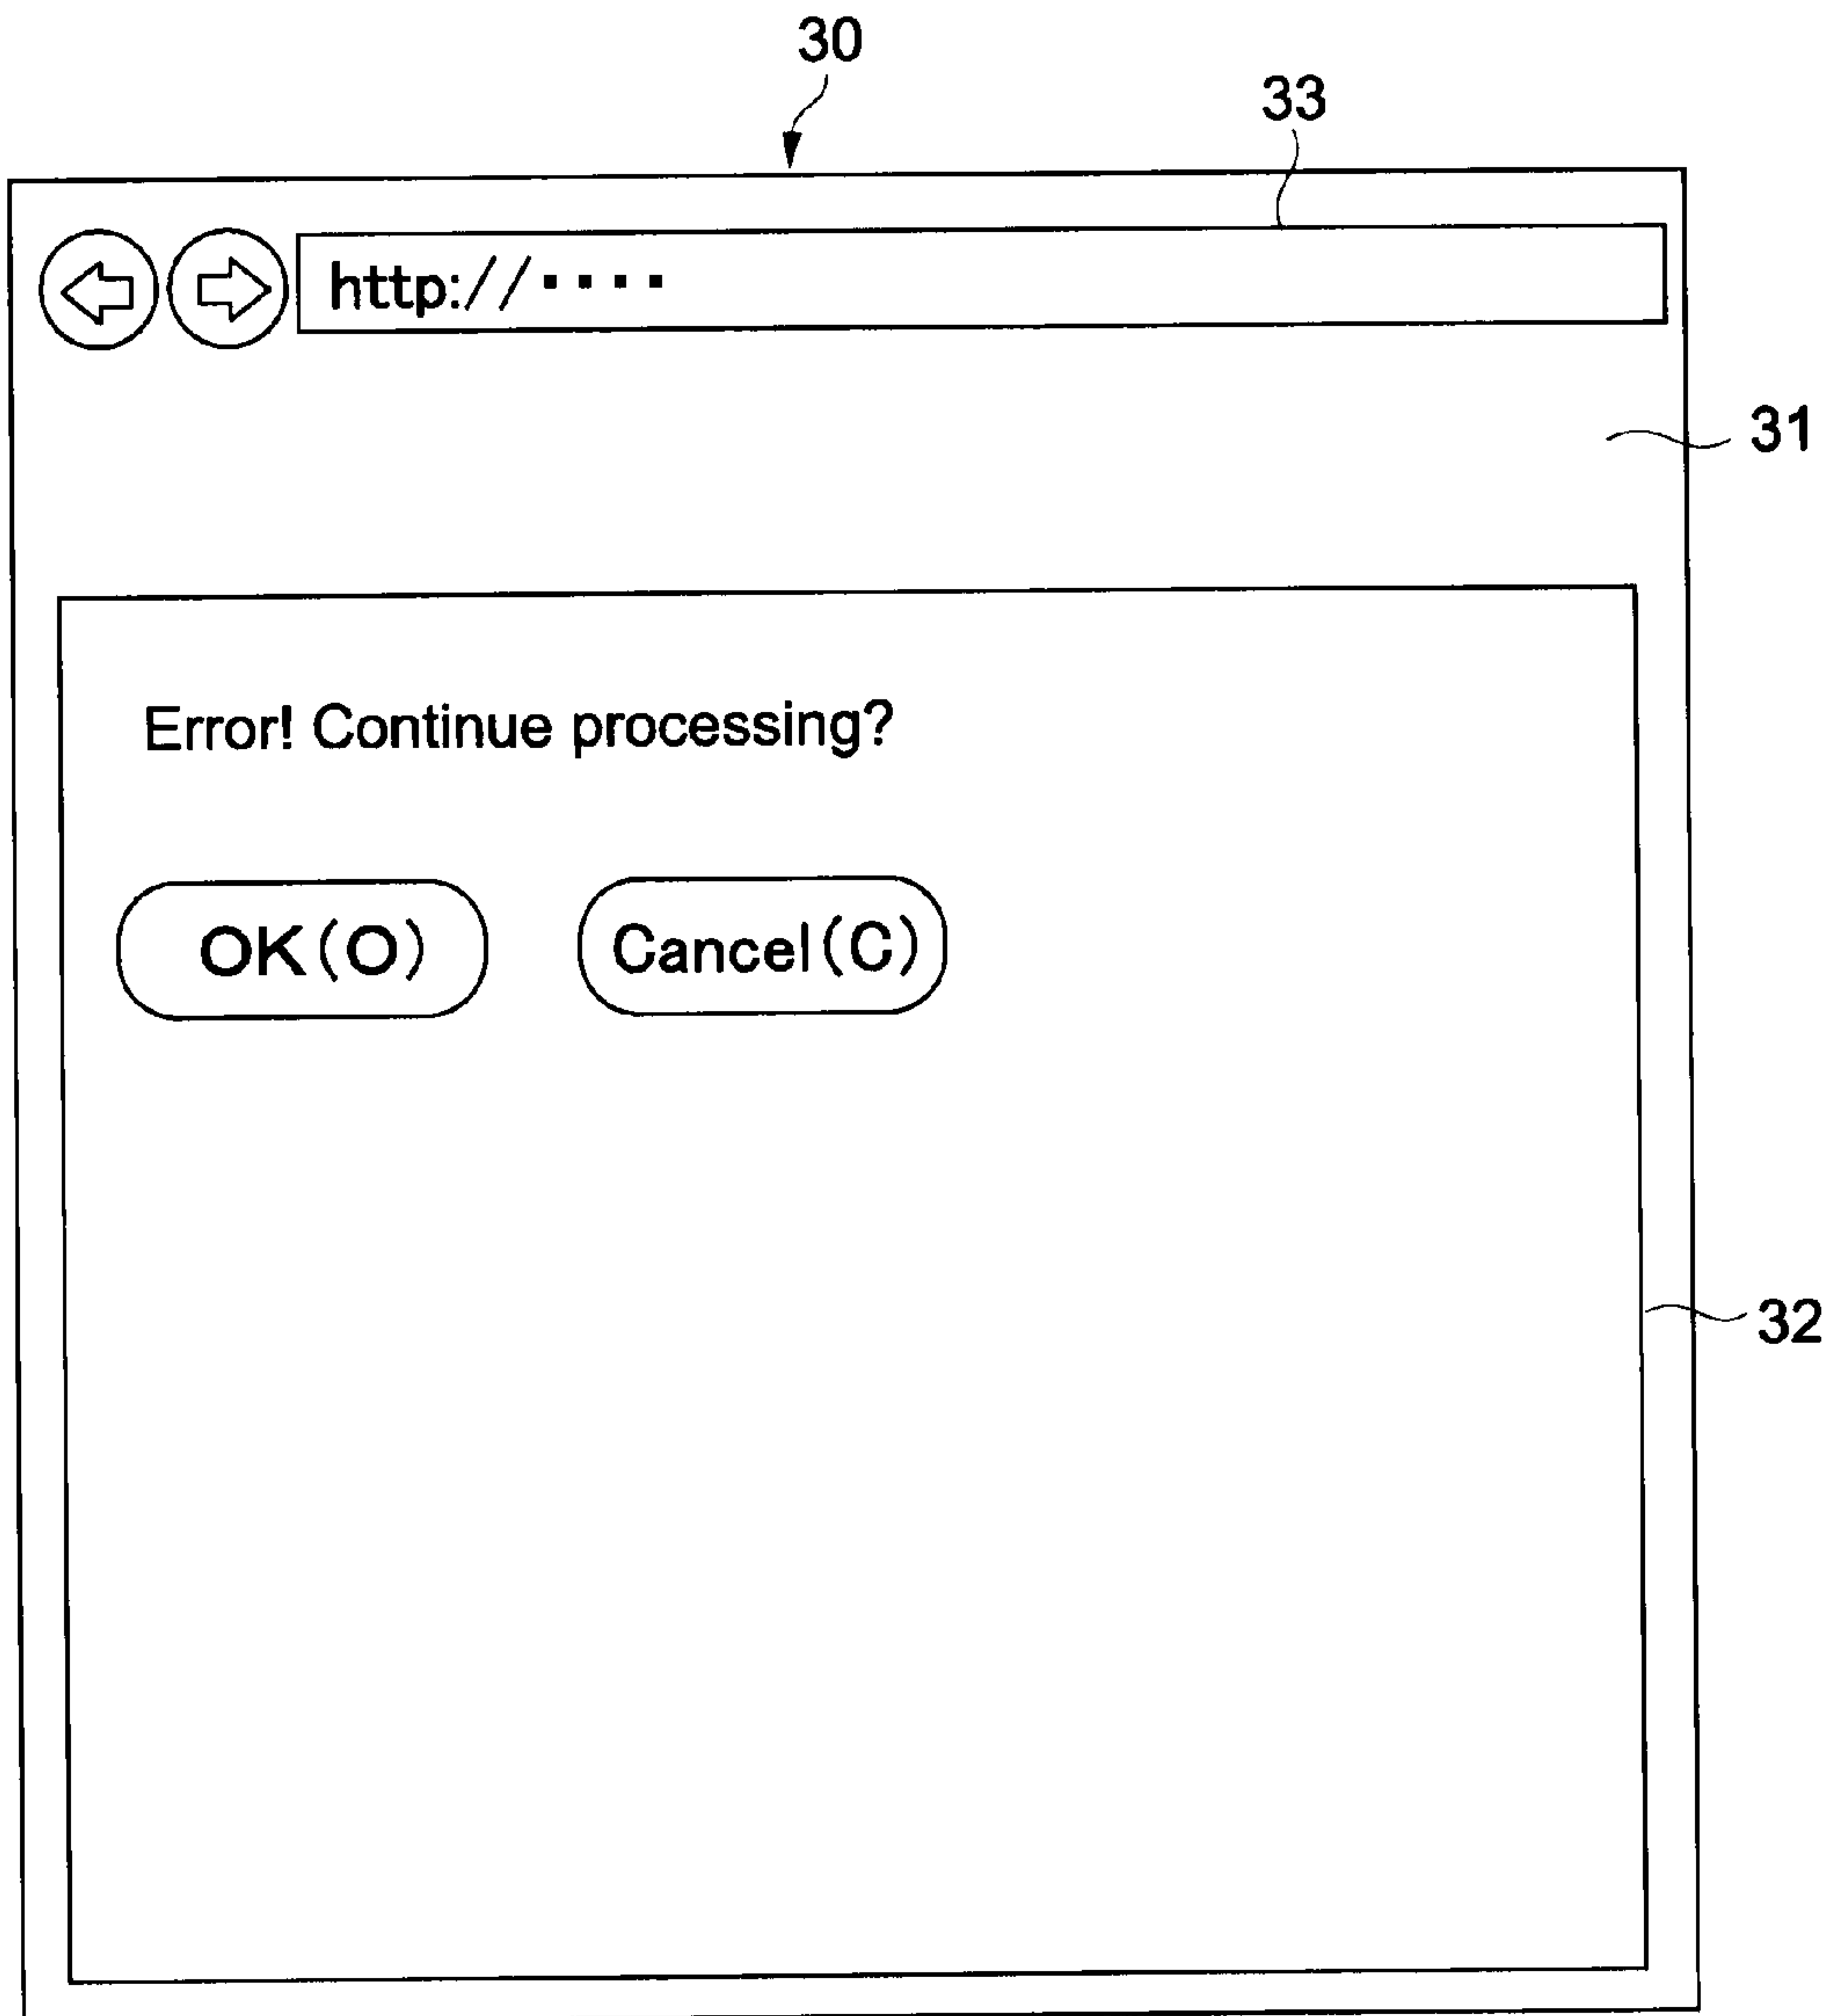 30
33
http://▪▪▪▪
31
Error! Continue processing?
OK(O) Cancel(C)
32